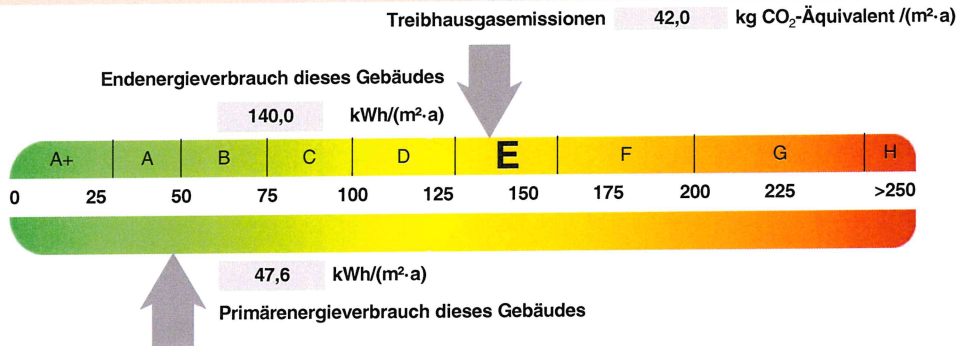 Treibhausgasemissionen 42,0 kg CO₂-Äquivalent /(m²·a)
Endenergieverbrauch dieses Gebäudes
140,0 kWh/(m²·a)
A+ A B C D E F G H
0 25 50 75 100 125 150 175 200 225 >250
47,6 kWh/(m²·a)
Primärenergieverbrauch dieses Gebäudes